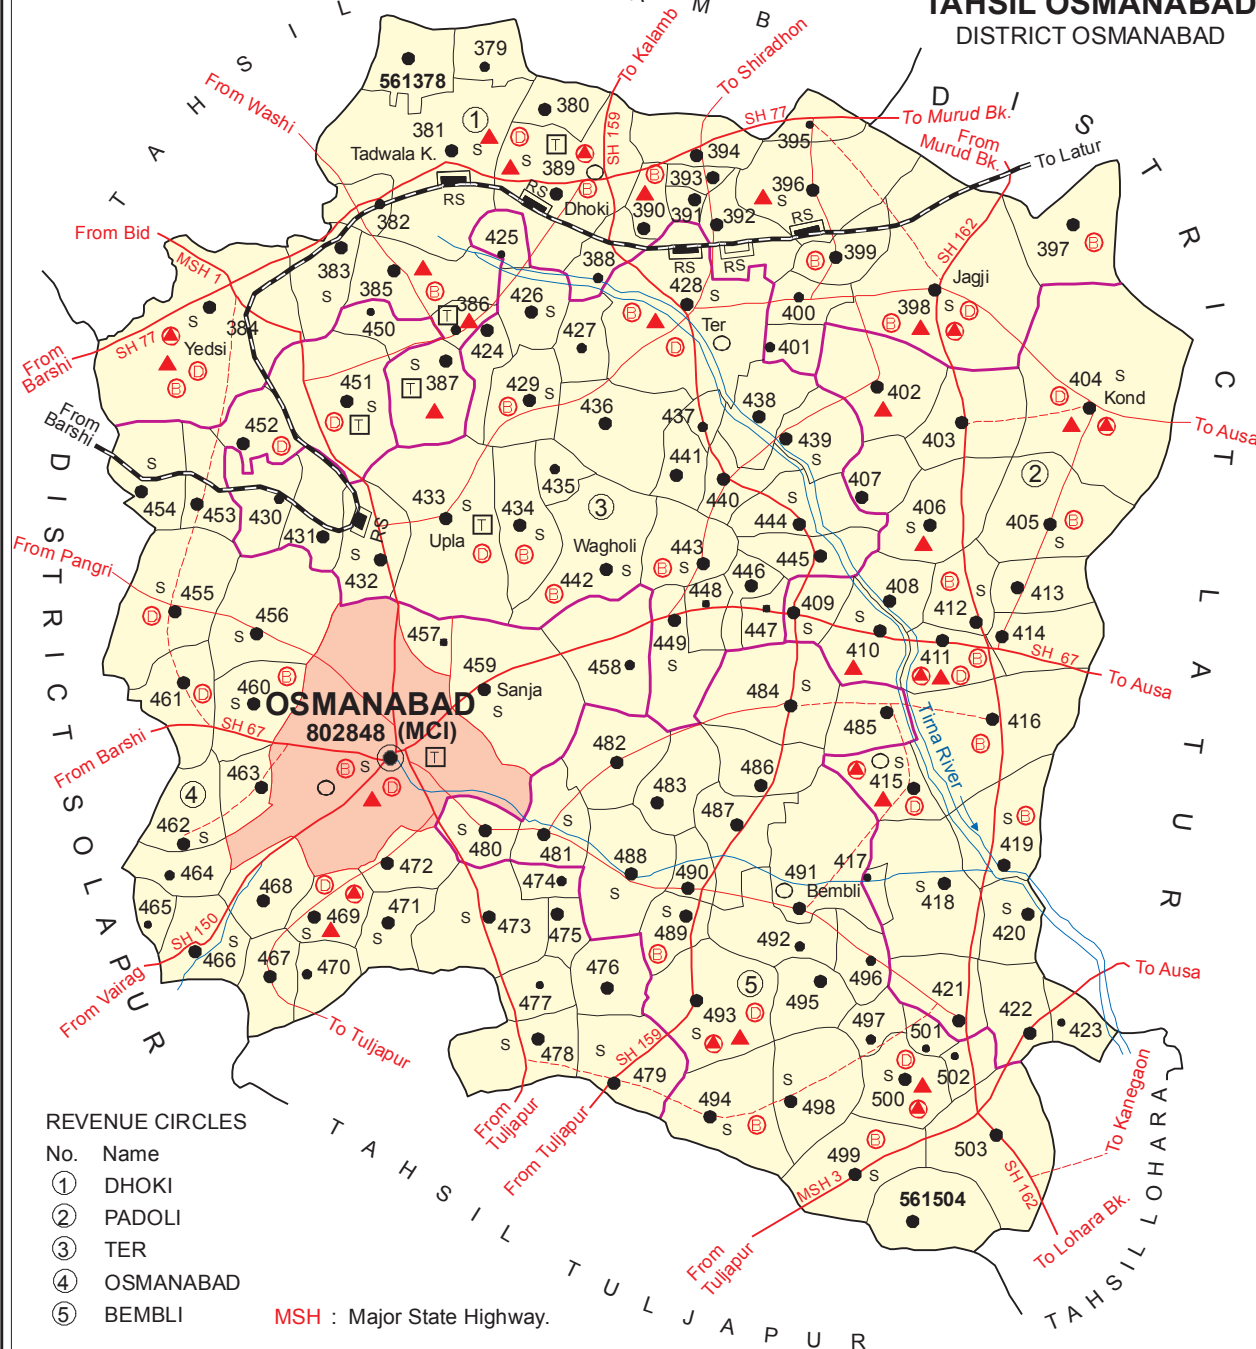 TAHSIL OSMANABAD
DISTRICT OSMANABAD
T A H S I L
M B
D I S T R I C T L A T U R
D I S T R I C T S O L A P U R
T A H S I L T U L J A P U R
TAHSIL LOHARA
From Washi
To Kalamb
To Shiradhon
SH 77
To Murud Bk.
From
Murud Bk.
To Latur
SH 159
SH 162
From Bid
MSH 1
SH 77
From
Barshi
From
Barshi
To Ausa
From Pangri
SH 67
To Ausa
From Barshi
SH 67
SH 150
From Vairag
To Tuljapur
From
Tuljapur
From Tuljapur
SH 159
To Ausa
To Kanegaon
SH 162
To Lohara Bk.
MSH 3
From
Tuljapur
561378
379
380
381
Tadwala K.
1
389
Dhoki
RS
RS
382
383
384
Yedsi
385
386
387
388
390
391
392
393
394
395
396
397
398
Jagji
399
400
401
402
403
404
Kond
405
406
407
408
409
410
411
412
413
414
415
416
417
418
419
420
421
422
423
424
425
426
427
428
Ter
RS
RS
RS
429
430
431
432
RS
433
Upla
434
435
436
437
438
439
440
441
442
Wagholi
443
444
445
446
447
448
449
450
451
452
453
454
455
456
457
458
459
Sanja
460
461
462
463
464
465
466
467
468
469
470
471
472
473
474
475
476
477
478
479
480
481
482
483
484
485
486
487
488
489
490
491
Bembli
492
493
494
495
496
497
498
499
500
501
502
503
561504
2
3
4
5
OSMANABAD
802848 (MCI)
Tirna River
REVENUE CIRCLES
No. Name
1 DHOKI
2 PADOLI
3 TER
4 OSMANABAD
5 BEMBLI
MSH : Major State Highway.